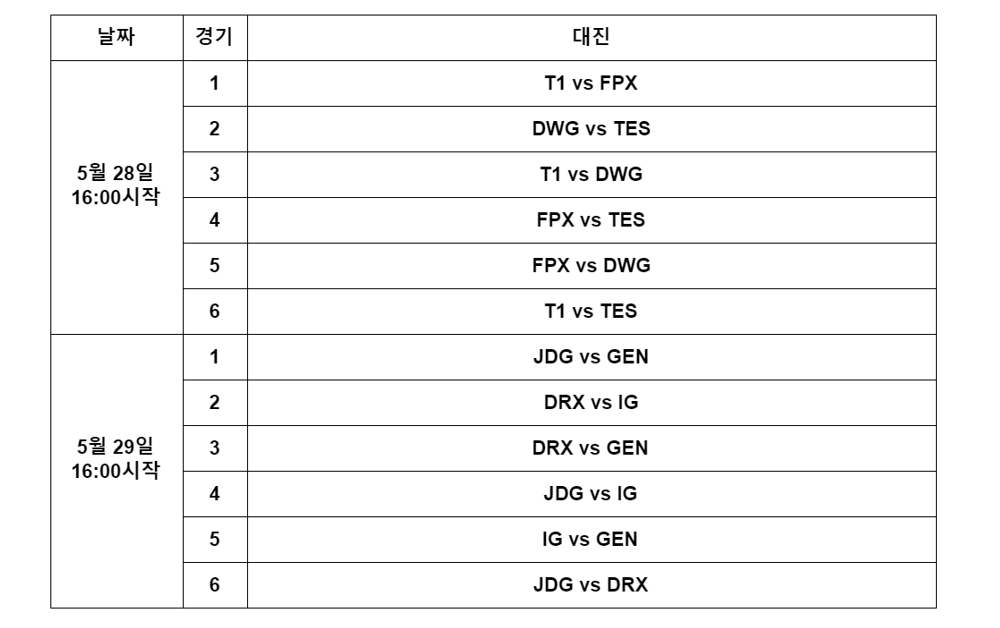 날짜 경기 대진
5월 28일
16:00시작
1 T1 vs FPX
2 DWG vs TES
3 T1 vs DWG
4 FPX vs TES
5 FPX vs DWG
6 T1 vs TES
5월 29일
16:00시작
1 JDG vs GEN
2 DRX vs IG
3 DRX vs GEN
4 JDG vs IG
5 IG vs GEN
6 JDG vs DRX